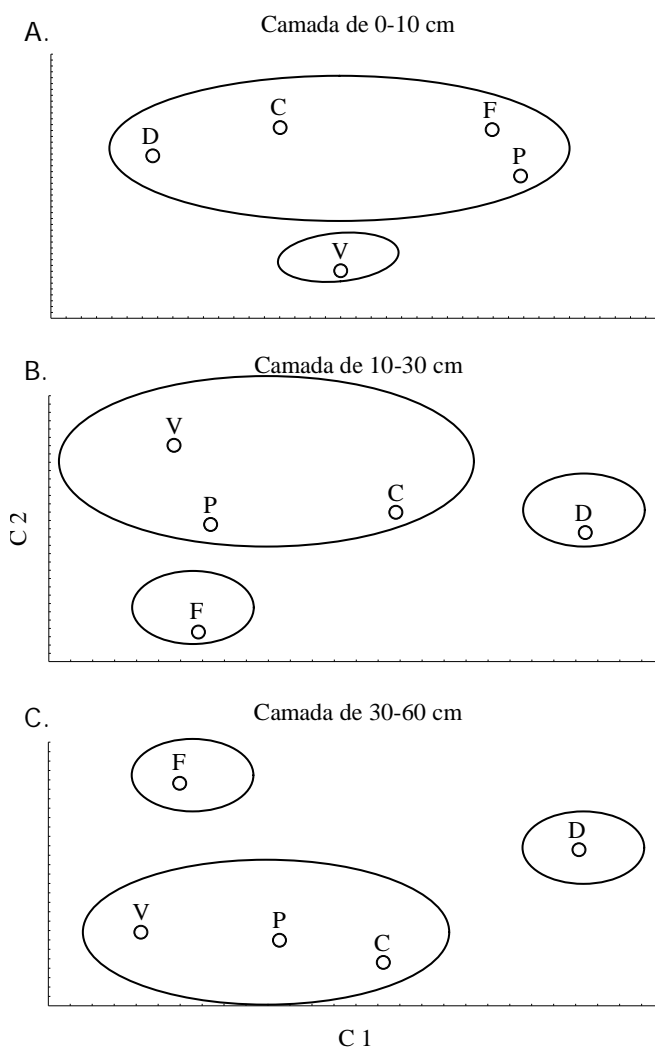 A.
Camada de 0-10 cm
C
F
D
P
V
B.
Camada de 10-30 cm
V
P
C
D
F
C 2
C.
Camada de 30-60 cm
F
D
V
P
C
C 1